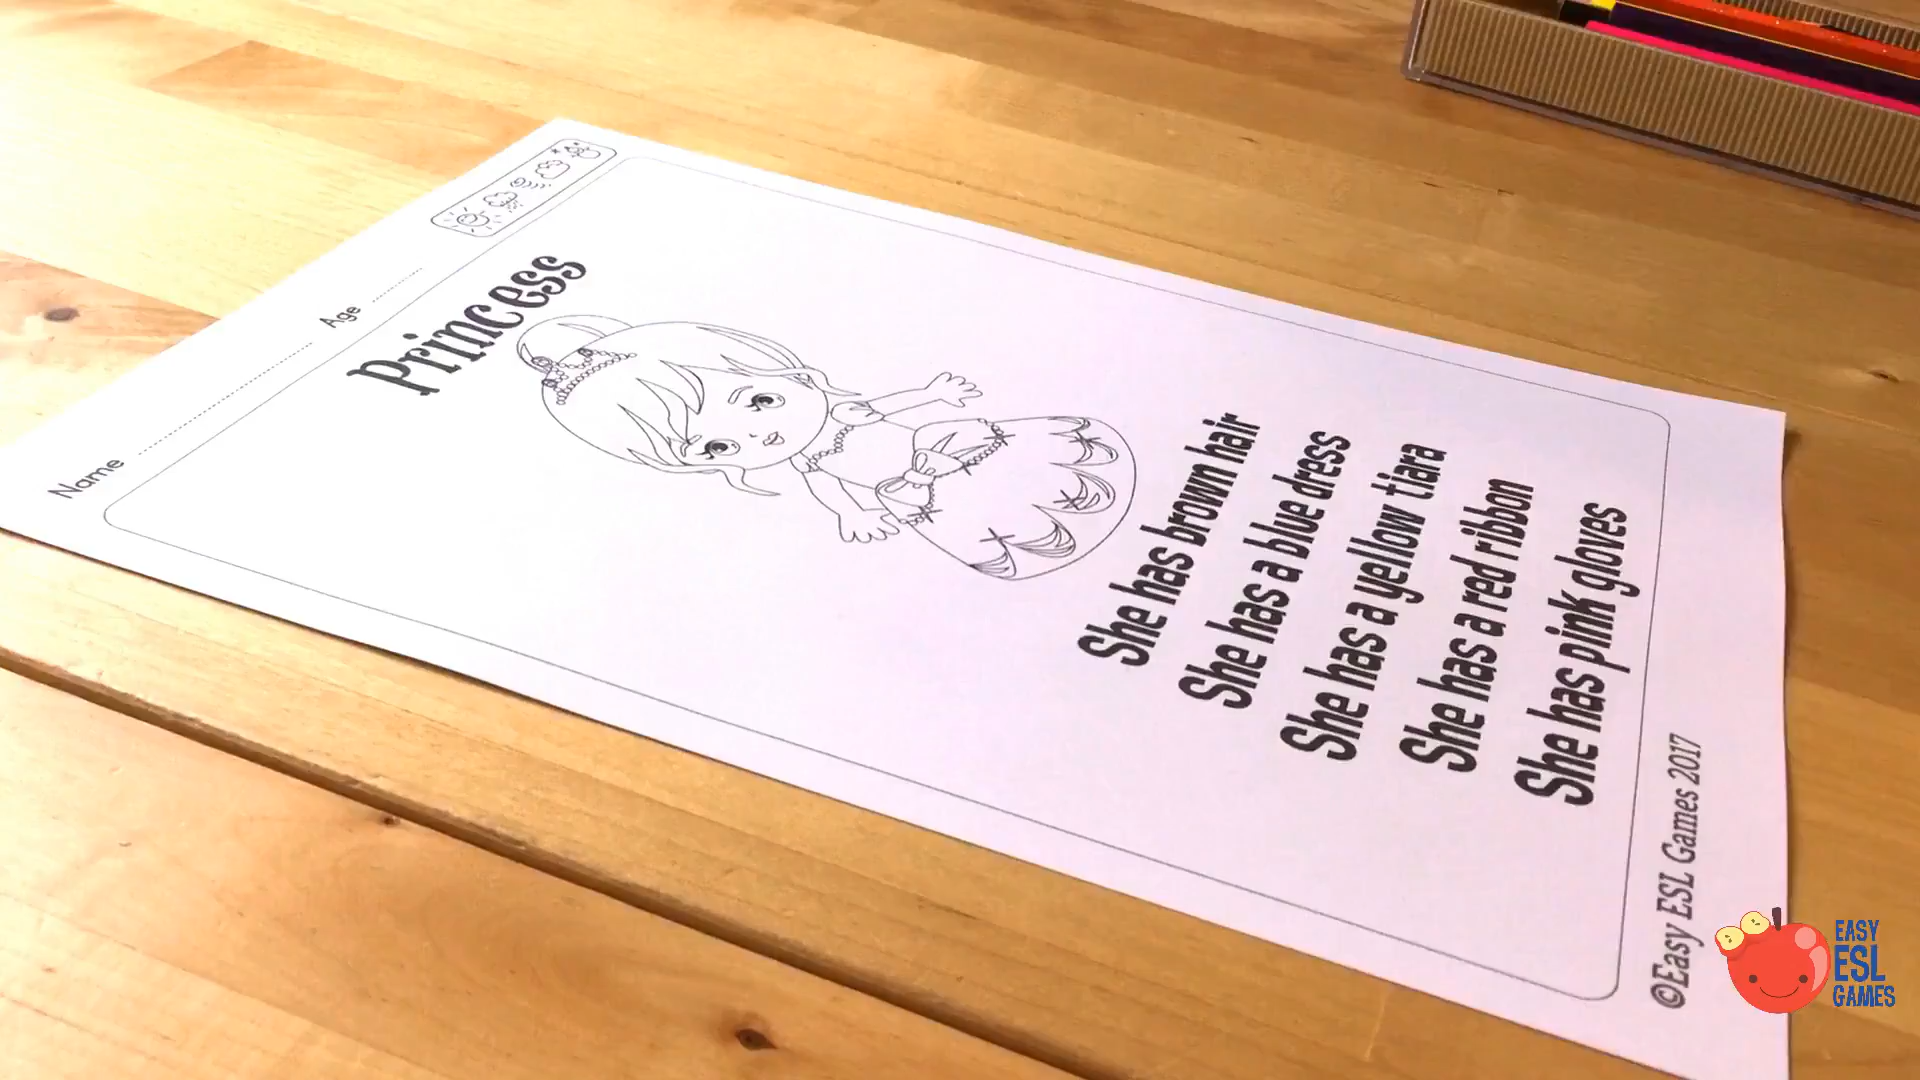 Name Age
Princess
She has brown hair
She has a blue dress
She has a yellow tiara
She has a red ribbon
She has pink gloves
©Easy ESL Games 2017
EASY
ESL
GAMES